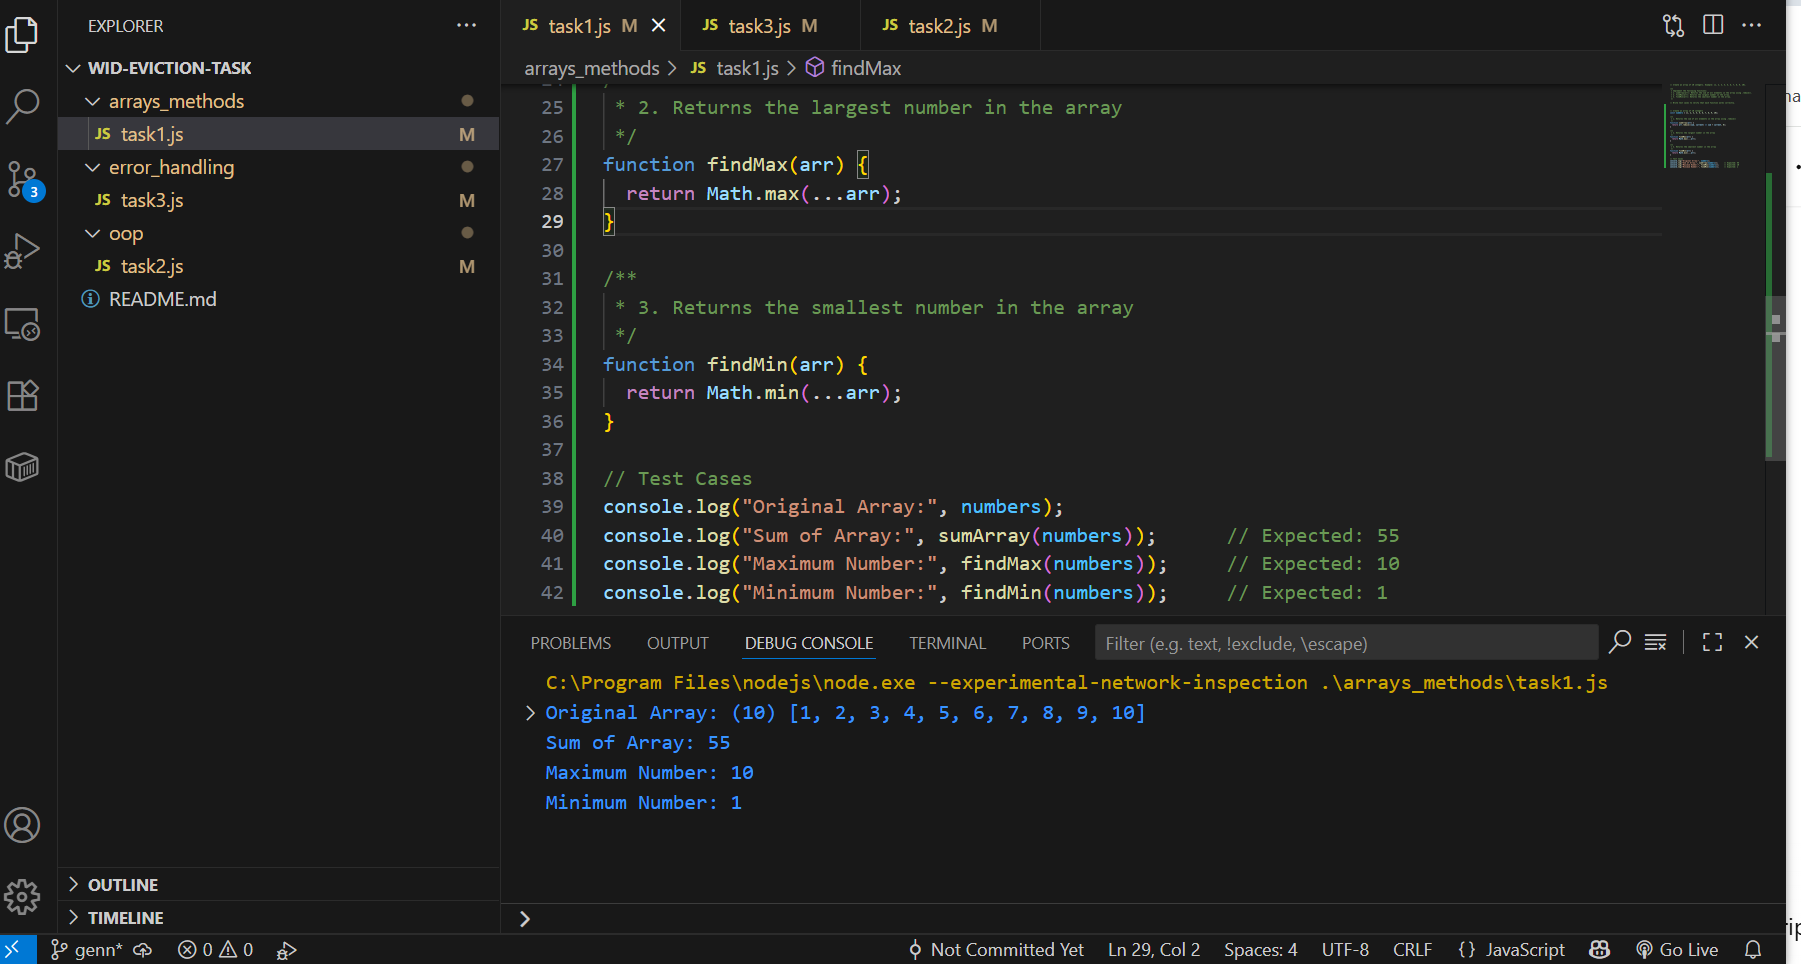 EXPLORER
WID-EVICTION-TASK
arrays_methods
JS task1.js M
error_handling
JS task3.js M
oop
JS task2.js M
README.md
3
OUTLINE
TIMELINE
JS task1.js M
JS task3.js M
JS task2.js M
arrays_methods > JS task1.js > findMax
25 * 2. Returns the largest number in the array
26 */
27 function findMax(arr) {
28 return Math.max(...arr);
29 }
30
31 /**
32 * 3. Returns the smallest number in the array
33 */
34 function findMin(arr) {
35 return Math.min(...arr);
36 }
37
38 // Test Cases
39 console.log("Original Array:", numbers);
40 console.log("Sum of Array:", sumArray(numbers)); // Expected: 55
41 console.log("Maximum Number:", findMax(numbers)); // Expected: 10
42 console.log("Minimum Number:", findMin(numbers)); // Expected: 1
PROBLEMS OUTPUT DEBUG CONSOLE TERMINAL PORTS Filter (e.g. text, !exclude, \escape)
C:\Program Files\nodejs\node.exe --experimental-network-inspection .\arrays_methods\task1.js
Original Array: (10) [1, 2, 3, 4, 5, 6, 7, 8, 9, 10]
Sum of Array: 55
Maximum Number: 10
Minimum Number: 1
genn* 0 0 Not Committed Yet Ln 29, Col 2 Spaces: 4 UTF-8 CRLF {} JavaScript Go Live